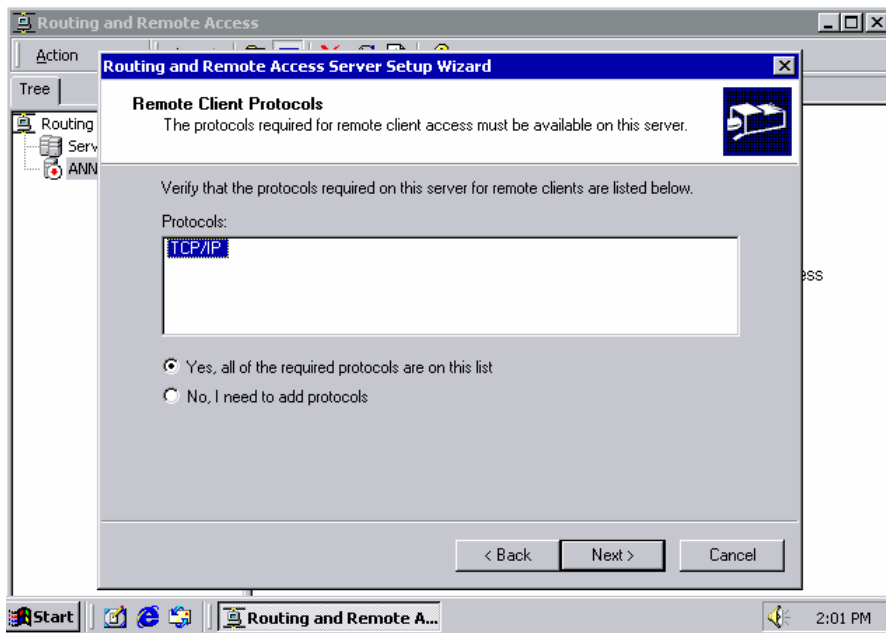 Routing and Remote Access
Action
Tree
Routing
Serv
ANN
Routing and Remote Access Server Setup Wizard
Remote Client Protocols
The protocols required for remote client access must be available on this server.
Verify that the protocols required on this server for remote clients are listed below.
Protocols:
TCP/IP
ess
Yes, all of the required protocols are on this list
No, I need to add protocols
< Back
Next >
Cancel
Start
Routing and Remote A...
2:01 PM